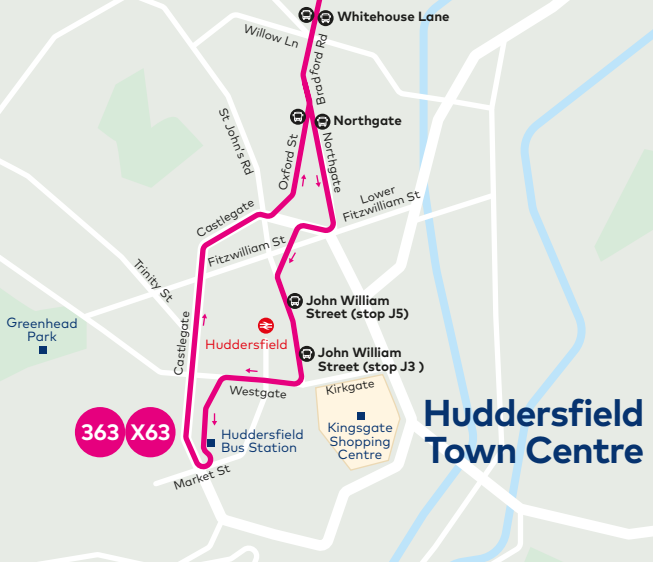 Whitehouse Lane
Willow Ln
Bradford Rd
Northgate
St John's Rd
Oxford St
Northgate
Lower
Fitzwilliam St
Castlegate
Fitzwilliam St
Trinity St
John William
Street (stop J5)
Greenhead
Park
Castlegate
Huddersfield
John William
Street (stop J3 )
Westgate
Kirkgate
363
X63
Huddersfield
Bus Station
Kingsgate
Shopping
Centre
Huddersfield
Town Centre
Market St